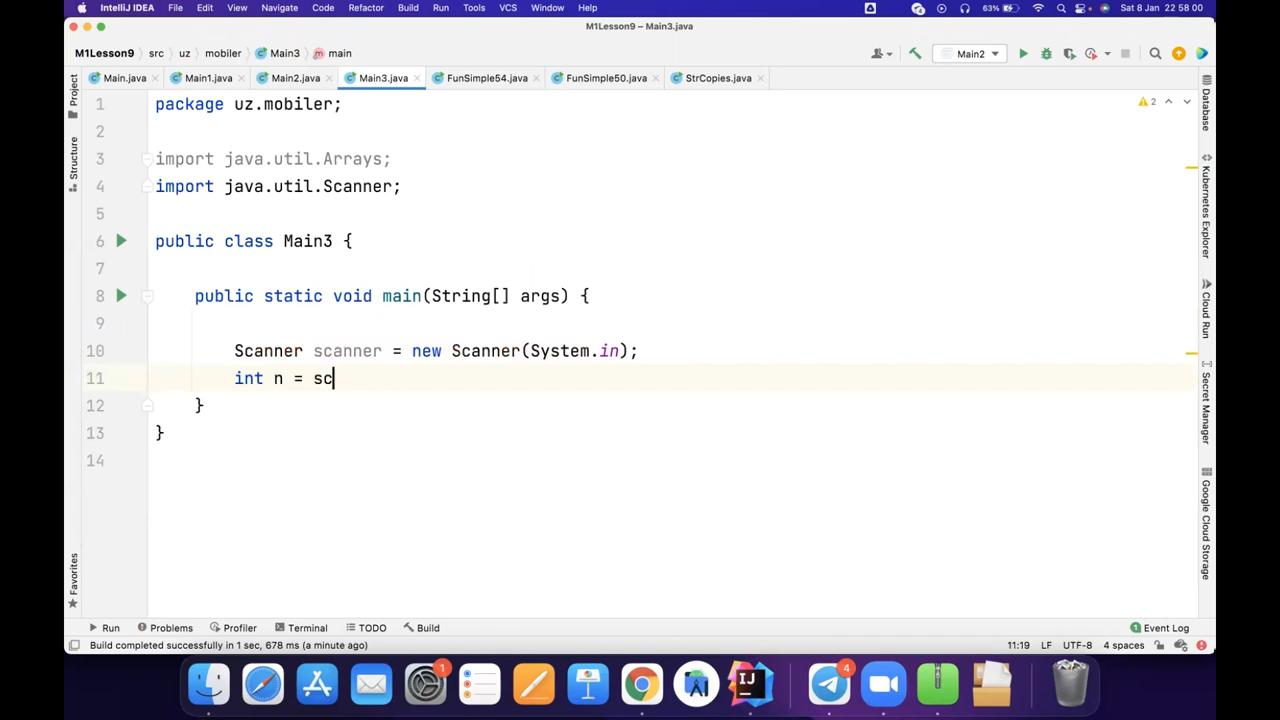 IntelliJ IDEA File Edit View Navigate Code Refactor Build Run Tools VCS Window Help 63% Sat 8 Jan 22 58 00
M1Lesson9 – Main3.java
M1Lesson9 src uz mobiler Main3 main Main2
Main.java Main1.java Main2.java Main3.java FunSimple54.java FunSimple50.java StrCopies.java
1 package uz.mobiler;
2
2
3 import java.util.Arrays;
4 import java.util.Scanner;
5
6 public class Main3 {
7
8 public static void main(String[] args) {
9
10 Scanner scanner = new Scanner(System.in);
11 int n = sc
12 }
13 }
14
Project
Structure
Favorites
Database
Kubernetes Explorer
Cloud Run
Secret Manager
Google Cloud Storage
Run Problems Profiler Terminal TODO Build 1 Event Log
Build completed successfully in 1 sec, 678 ms (a minute ago) 11:19 LF UTF-8 4 spaces
1 4
IJ